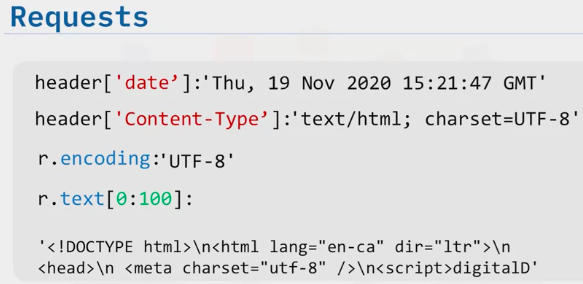 Requests
header['date’]:'Thu, 19 Nov 2020 15:21:47 GMT'
header['Content-Type’]:'text/html; charset=UTF-8'
r.encoding:'UTF-8'
r.text[0:100]:
'<!DOCTYPE html>\n<html lang="en-ca" dir="ltr">\n
<head>\n <meta charset="utf-8" />\n<script>digitalD'